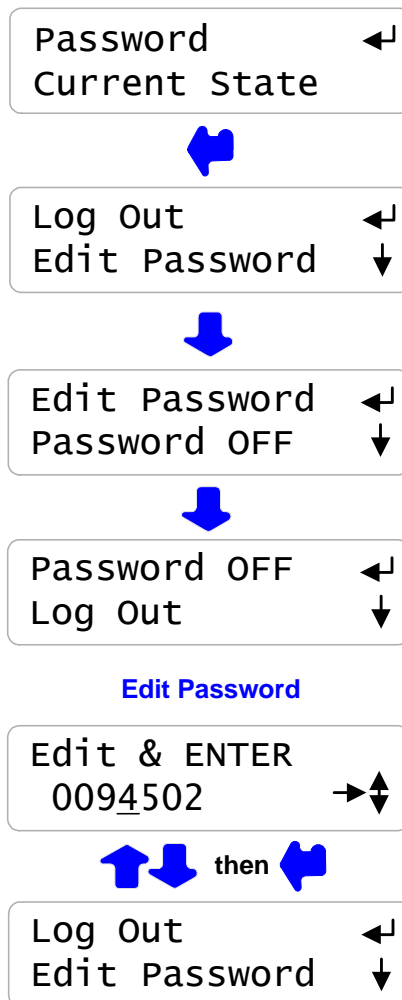 Password
Current State
Log Out
Edit Password
Edit Password
Password OFF
Password OFF
Log Out
Edit Password
Edit & ENTER
0094502
then
Log Out
Edit Password